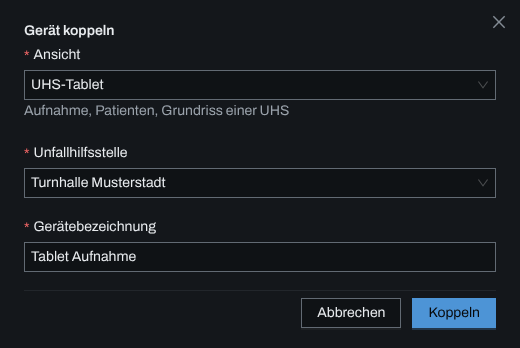 Gerät koppeln
* Ansicht
UHS-Tablet
Aufnahme, Patienten, Grundriss einer UHS
* Unfallhilfsstelle
Turnhalle Musterstadt
* Gerätebezeichnung
Tablet Aufnahme
Abbrechen
Koppeln